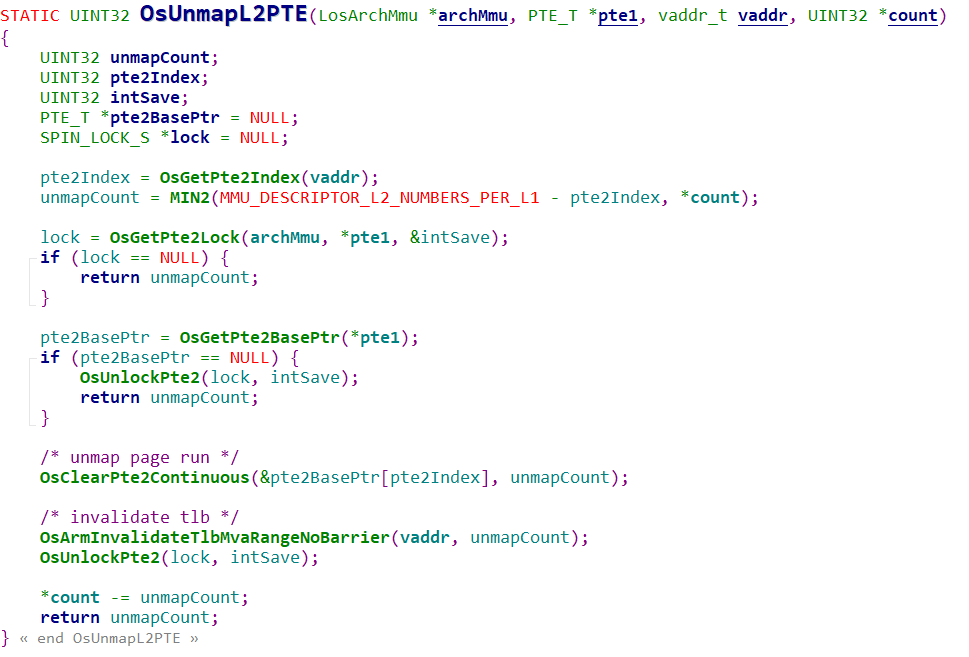 STATIC UINT32 OsUnmapL2PTE(LosArchMmu *archMmu, PTE_T *pte1, vaddr_t vaddr, UINT32 *count)
{
    UINT32 unmapCount;
    UINT32 pte2Index;
    UINT32 intSave;
    PTE_T *pte2BasePtr = NULL;
    SPIN_LOCK_S *lock = NULL;

    pte2Index = OsGetPte2Index(vaddr);
    unmapCount = MIN2(MMU_DESCRIPTOR_L2_NUMBERS_PER_L1 - pte2Index, *count);

    lock = OsGetPte2Lock(archMmu, *pte1, &intSave);
    if (lock == NULL) {
        return unmapCount;
    }

    pte2BasePtr = OsGetPte2BasePtr(*pte1);
    if (pte2BasePtr == NULL) {
        OsUnlockPte2(lock, intSave);
        return unmapCount;
    }

    /* unmap page run */
    OsClearPte2Continuous(&pte2BasePtr[pte2Index], unmapCount);

    /* invalidate tlb */
    OsArmInvalidateTlbMvaRangeNoBarrier(vaddr, unmapCount);
    OsUnlockPte2(lock, intSave);

    *count -= unmapCount;
    return unmapCount;
} « end OsUnmapL2PTE »